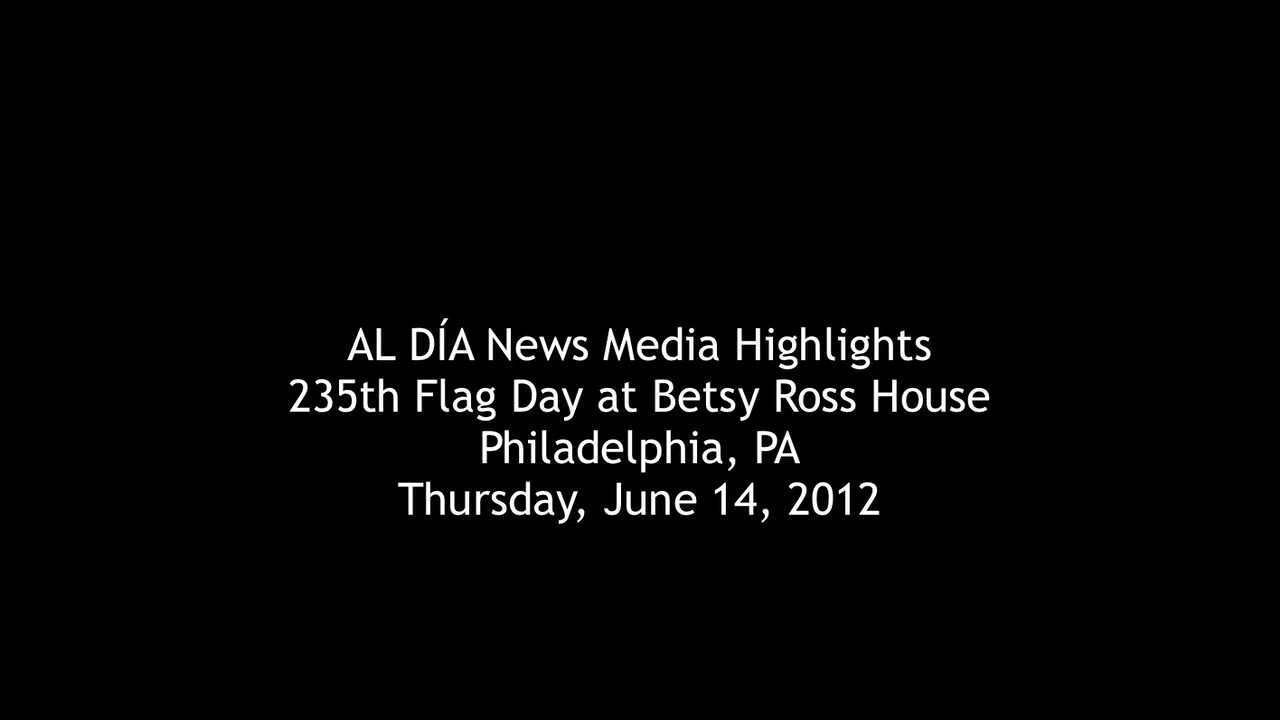 AL DÍA News Media Highlights
235th Flag Day at Betsy Ross House
Philadelphia, PA
Thursday, June 14, 2012